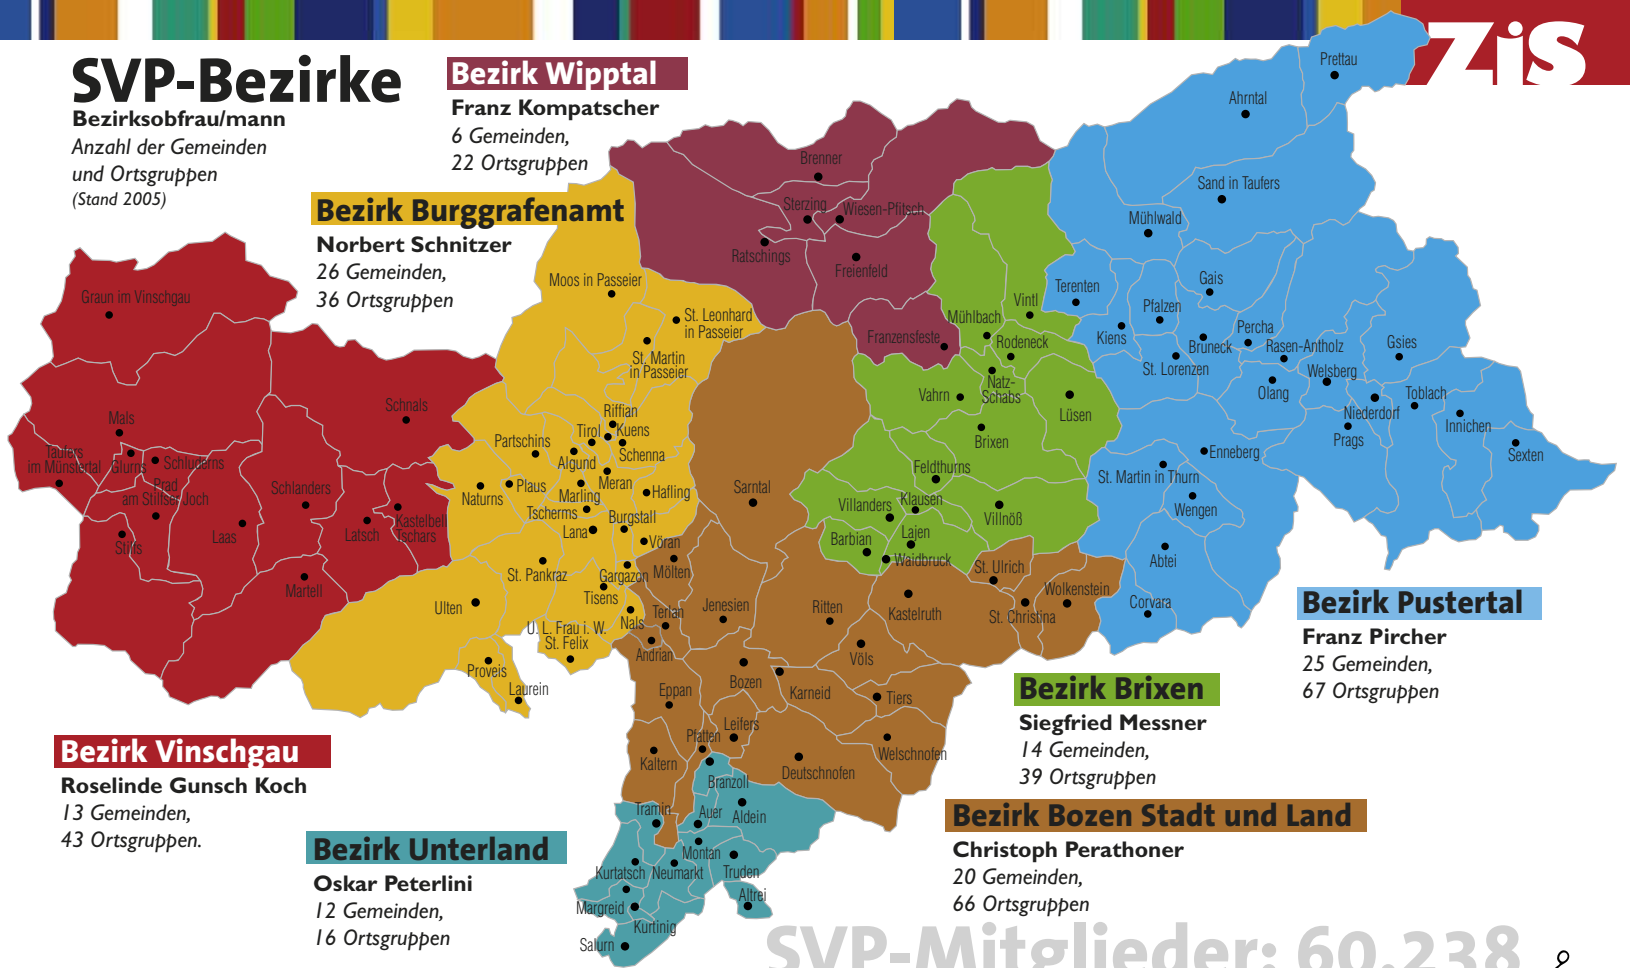 ZiS
SVP-Bezirke
Bezirksobfrau/mann
Anzahl der Gemeinden
und Ortsgruppen
(Stand 2005)
Bezirk Wipptal
Franz Kompatscher
6 Gemeinden,
22 Ortsgruppen
Bezirk Burggrafenamt
Norbert Schnitzer
26 Gemeinden,
36 Ortsgruppen
Prettau
Ahrntal
Sand in Taufers
Mühlwald
Brenner
Sterzing
Wiesen-Pfitsch
Ratschings
Freienfeld
Franzensfeste
Graun im Vinschgau
Mals
Taufers
im Münstertal
Glurns
Schluderns
Prad
am Stilfser Joch
Stilfs
Laas
Schlanders
Schnals
Latsch
Kastelbell
Tschars
Martell
Moos in Passeier
St. Leonhard
in Passeier
St. Martin
in Passeier
Riffian
Tirol
Kuens
Schenna
Partschins
Algund
Meran
Naturns
Plaus
Marling
Hafling
Tscherms
Lana
Burgstall
Vöran
St. Pankraz
Gargazon
Tisens
Ulten
Nals
U. L. Frau i. W.
St. Felix
Proveis
Laurein
Mühlbach
Vintl
Rodeneck
Natz-
Schabs
Vahrn
Lüsen
Brixen
Feldthurns
Villanders
Klausen
Villnöß
Barbian
Lajen
Waidbruck
Terenten
Kiens
Pfalzen
Gais
Bruneck
Percha
St. Lorenzen
Rasen-Antholz
Olang
Welsberg
Gsies
Niederdorf
Toblach
Prags
Innichen
Sexten
Enneberg
St. Martin in Thurn
Wengen
Abtei
Corvara
Sarntal
Mölten
Jenesien
Terlan
Andrian
Ritten
Kastelruth
St. Ulrich
St. Christina
Wolkenstein
Völs
Bozen
Karneid
Tiers
Eppan
Leifers
Pfatten
Kaltern
Deutschnofen
Welschnofen
Branzoll
Tramin
Auer
Aldein
Montan
Kurtatsch
Neumarkt
Truden
Altrei
Margreid
Kurtinig
Salurn
Bezirk Pustertal
Franz Pircher
25 Gemeinden,
67 Ortsgruppen
Bezirk Brixen
Siegfried Messner
14 Gemeinden,
39 Ortsgruppen
Bezirk Vinschgau
Roselinde Gunsch Koch
13 Gemeinden,
43 Ortsgruppen.
Bezirk Bozen Stadt und Land
Christoph Perathoner
20 Gemeinden,
66 Ortsgruppen
Bezirk Unterland
Oskar Peterlini
12 Gemeinden,
16 Ortsgruppen
SVP-Mitglieder: 60.238